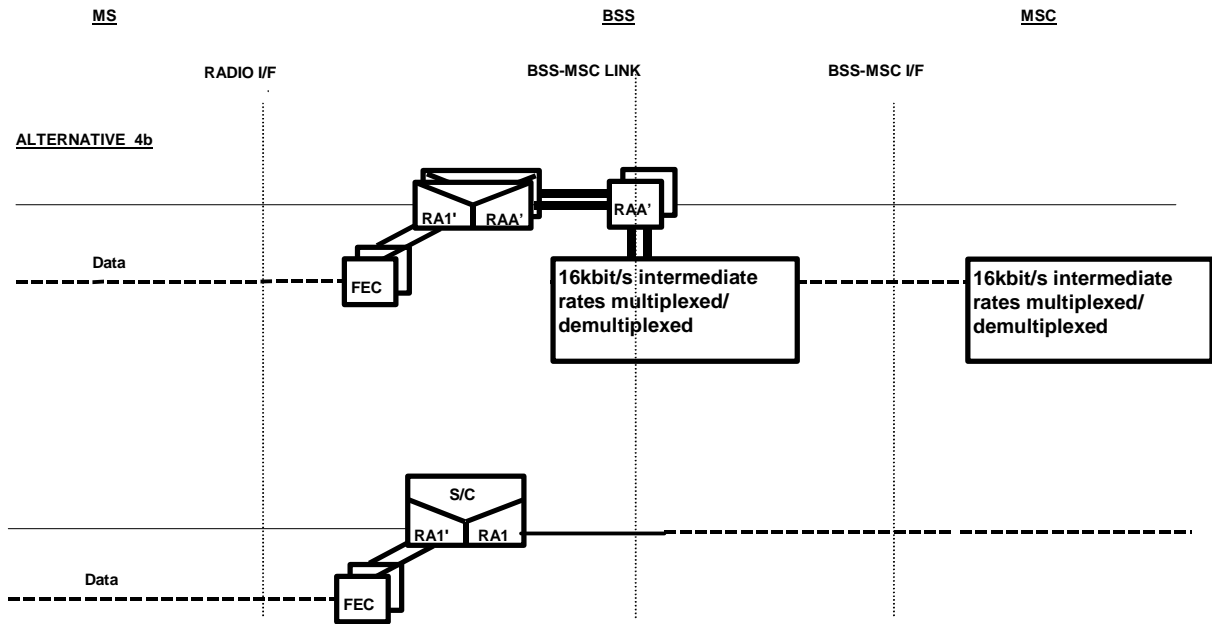 MS BSS MSC
RADIO I/F BSS-MSC LINK BSS-MSC I/F
ALTERNATIVE 4b
RA1' RAA' RAA'
Data
FEC
16kbit/s intermediate
rates multiplexed/
demultiplexed
16kbit/s intermediate
rates multiplexed/
demultiplexed
S/C
RA1' RA1
Data
FEC